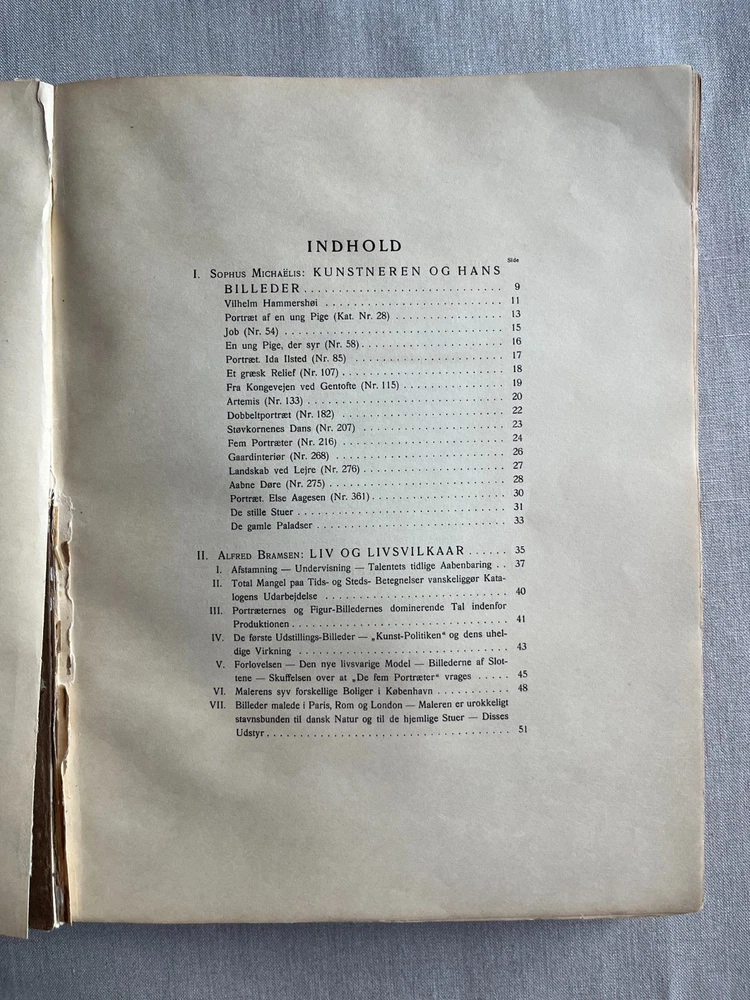 INDHOLD
Side
I. Sophus Michaëlis: KUNSTNEREN OG HANS
BILLEDER . . . . . . . . . . . . . . . . . . . . . . . . . . . . 9
Vilhelm Hammershøi . . . . . . . . . . . . . . . . . . . . . . . . . 11
Portræt af en ung Pige (Kat. Nr. 28) . . . . . . . . . . . . . . . 13
Job (Nr. 54) . . . . . . . . . . . . . . . . . . . . . . . . . . . . . . 15
En ung Pige, der syr (Nr. 58) . . . . . . . . . . . . . . . . . . . . 16
Portræt. Ida Ilsted (Nr. 85) . . . . . . . . . . . . . . . . . . . . . 17
Et græsk Relief (Nr. 107) . . . . . . . . . . . . . . . . . . . . . . 18
Fra Kongevejen ved Gentofte (Nr. 115) . . . . . . . . . . . . . . 19
Artemis (Nr. 133) . . . . . . . . . . . . . . . . . . . . . . . . . . . 20
Dobbeltportræt (Nr. 182) . . . . . . . . . . . . . . . . . . . . . . 22
Støvkornenes Dans (Nr. 207) . . . . . . . . . . . . . . . . . . . . 23
Fem Portræter (Nr. 216) . . . . . . . . . . . . . . . . . . . . . . 24
Gaardinteriør (Nr. 268) . . . . . . . . . . . . . . . . . . . . . . . 26
Landskab ved Lejre (Nr. 276) . . . . . . . . . . . . . . . . . . . 27
Aabne Døre (Nr. 275) . . . . . . . . . . . . . . . . . . . . . . . . 28
Portræt. Else Aagesen (Nr. 361) . . . . . . . . . . . . . . . . . . 30
De stille Stuer . . . . . . . . . . . . . . . . . . . . . . . . . . . . 31
De gamle Paladser . . . . . . . . . . . . . . . . . . . . . . . . . 33
II. Alfred Bramsen: LIV OG LIVSVILKAAR . . . . . . 35
I. Afstamning — Undervisning — Talentets tidlige Aabenbaring . . 37
II. Total Mangel paa Tids- og Steds- Betegnelser vanskeliggør Kata-
logens Udarbejdelse . . . . . . . . . . . . . . . . . . . . . . . . 40
III. Portræternes og Figur-Billedernes dominerende Tal indenfor
Produktionen . . . . . . . . . . . . . . . . . . . . . . . . . . . . 41
IV. De første Udstillings-Billeder — „Kunst-Politiken“ og dens uhel-
dige Virkning . . . . . . . . . . . . . . . . . . . . . . . . . . . 43
V. Forlovelsen — Den nye livsvarige Model — Billederne af Slot-
tene — Skuffelsen over at „De fem Portræter“ vrages . . . . . 45
VI. Malerens syv forskellige Boliger i København . . . . . . . . . . 48
VII. Billeder malede i Paris, Rom og London — Maleren er urokkeligt
stavnsbunden til dansk Natur og til de hjemlige Stuer — Disses
Udstyr . . . . . . . . . . . . . . . . . . . . . . . . . . . . . . . . 51